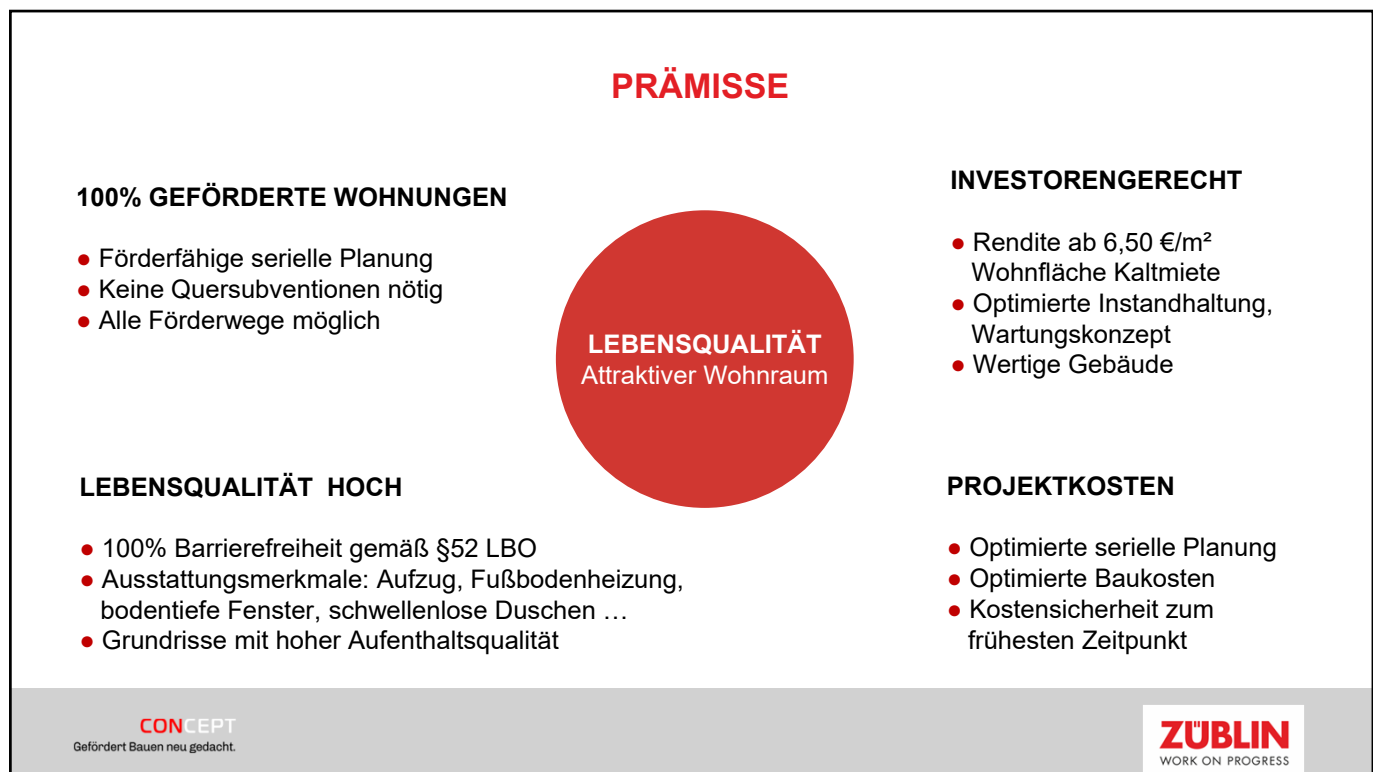 PRÄMISSE
100% GEFÖRDERTE WOHNUNGEN
● Förderfähige serielle Planung
● Keine Quersubventionen nötig
● Alle Förderwege möglich
INVESTORENGERECHT
● Rendite ab 6,50 €/m²
Wohnfläche Kaltmiete
● Optimierte Instandhaltung,
Wartungskonzept
● Wertige Gebäude
LEBENSQUALITÄT
Attraktiver Wohnraum
LEBENSQUALITÄT HOCH
● 100% Barrierefreiheit gemäß §52 LBO
● Ausstattungsmerkmale: Aufzug, Fußbodenheizung,
bodentiefe Fenster, schwellenlose Duschen …
● Grundrisse mit hoher Aufenthaltsqualität
PROJEKTKOSTEN
● Optimierte serielle Planung
● Optimierte Baukosten
● Kostensicherheit zum
frühesten Zeitpunkt
CONCEPT
Gefördert Bauen neu gedacht.
ZÜBLIN
WORK ON PROGRESS